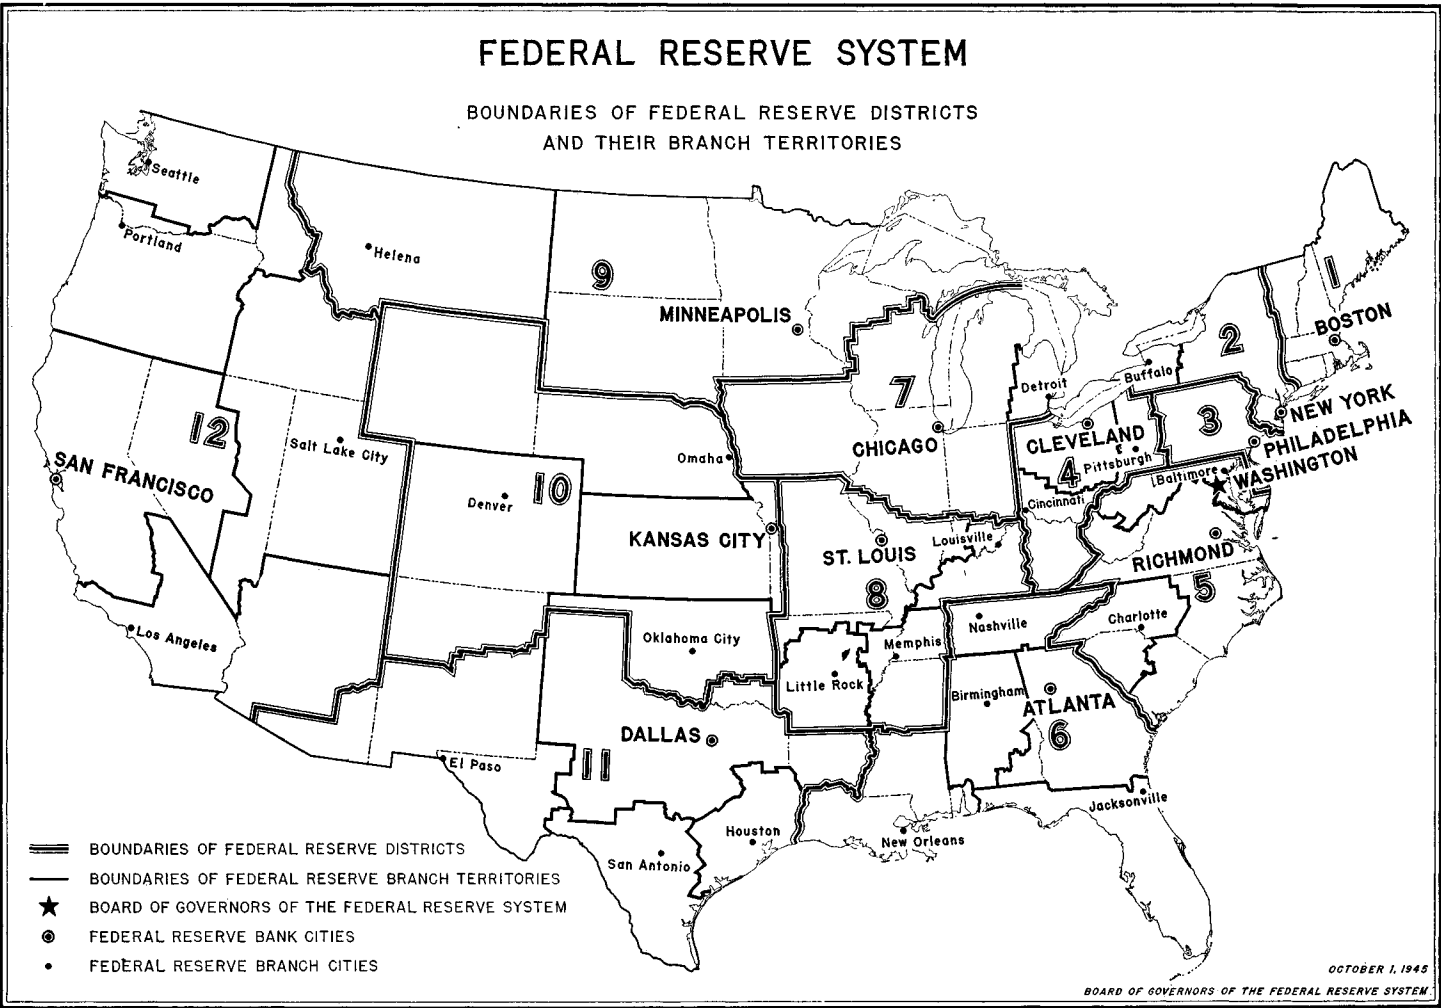 FEDERAL RESERVE SYSTEM
BOUNDARIES OF FEDERAL RESERVE DISTRICTS
AND THEIR BRANCH TERRITORIES
Seattle
Portland
Helena
9
MINNEAPOLIS
1
BOSTON
2
Buffalo
7
Detroit
NEW YORK
3
PHILADELPHIA
WASHINGTON
12
SAN FRANCISCO
Salt Lake City
Omaha
CHICAGO
CLEVELAND
4
Pittsburgh
Baltimore
Cincinnati
Denver
10
KANSAS CITY
ST. LOUIS
Louisville
RICHMOND
8
5
Los Angeles
Oklahoma City
Memphis
Nashville
Charlotte
Little Rock
Birmingham
ATLANTA
6
DALLAS
11
El Paso
Jacksonville
Houston
New Orleans
San Antonio
BOUNDARIES OF FEDERAL RESERVE DISTRICTS
BOUNDARIES OF FEDERAL RESERVE BRANCH TERRITORIES
BOARD OF GOVERNORS OF THE FEDERAL RESERVE SYSTEM
FEDERAL RESERVE BANK CITIES
FEDERAL RESERVE BRANCH CITIES
OCTOBER 1, 1945
BOARD OF GOVERNORS OF THE FEDERAL RESERVE SYSTEM